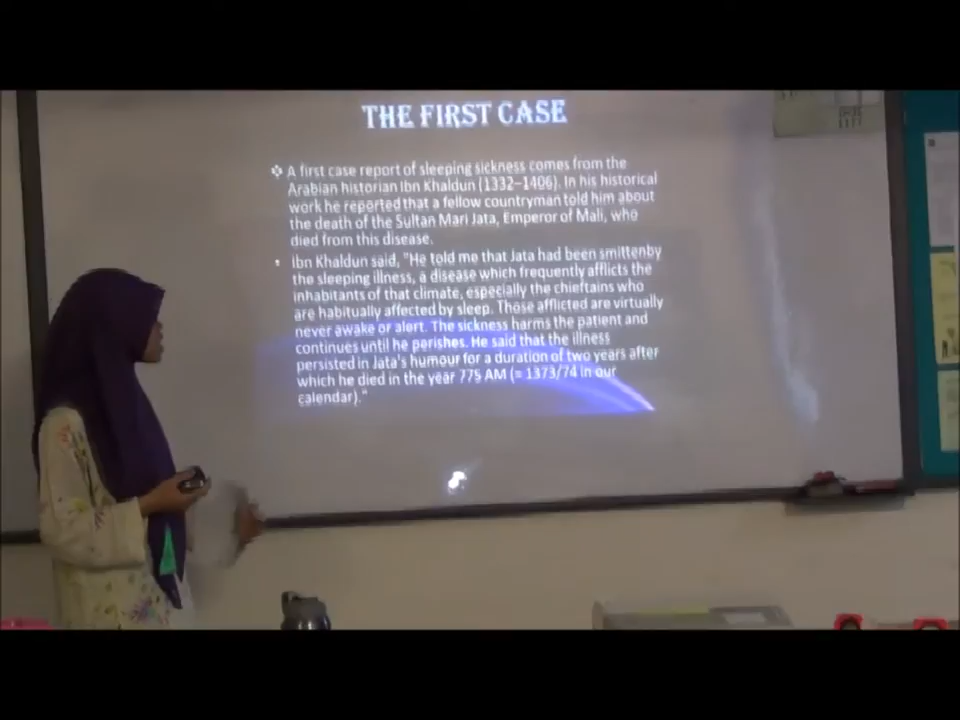 THE FIRST CASE
❖ A first case report of sleeping sickness comes from the
Arabian historian Ibn Khaldun (1332–1406). In his historical
work he reported that a fellow countryman told him about
the death of the Sultan Mari Jata, Emperor of Mali, who
died from this disease.
• Ibn Khaldun said, "He told me that Jata had been smittenby
the sleeping illness, a disease which frequently afflicts the
inhabitants of that climate, especially the chieftains who
are habitually affected by sleep. Those afflicted are virtually
never awake or alert. The sickness harms the patient and
continues until he perishes. He said that the illness
persisted in Jata's humour for a duration of two years after
which he died in the year 775 AM (= 1373/74 in our
calendar)."